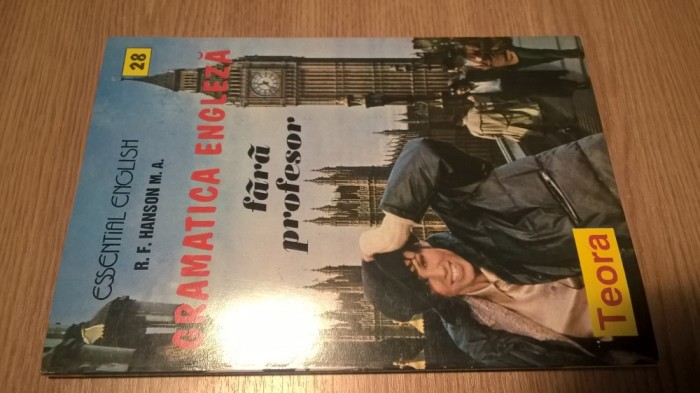 28
ESSENTIAL ENGLISH
R. F. HANSON M. A.
GRAMATICA ENGLEZĂ
fără
profesor
Teora